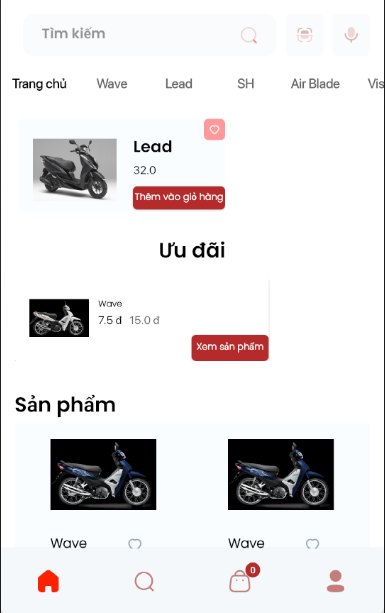 Tìm kiếm
Trang chủ Wave Lead SH Air Blade Vis
Lead
32.0
Thêm vào giỏ hàng
Ưu đãi
Wave
7.5 đ 15.0 đ
Xem sản phẩm
Sản phẩm
Wave Wave
0